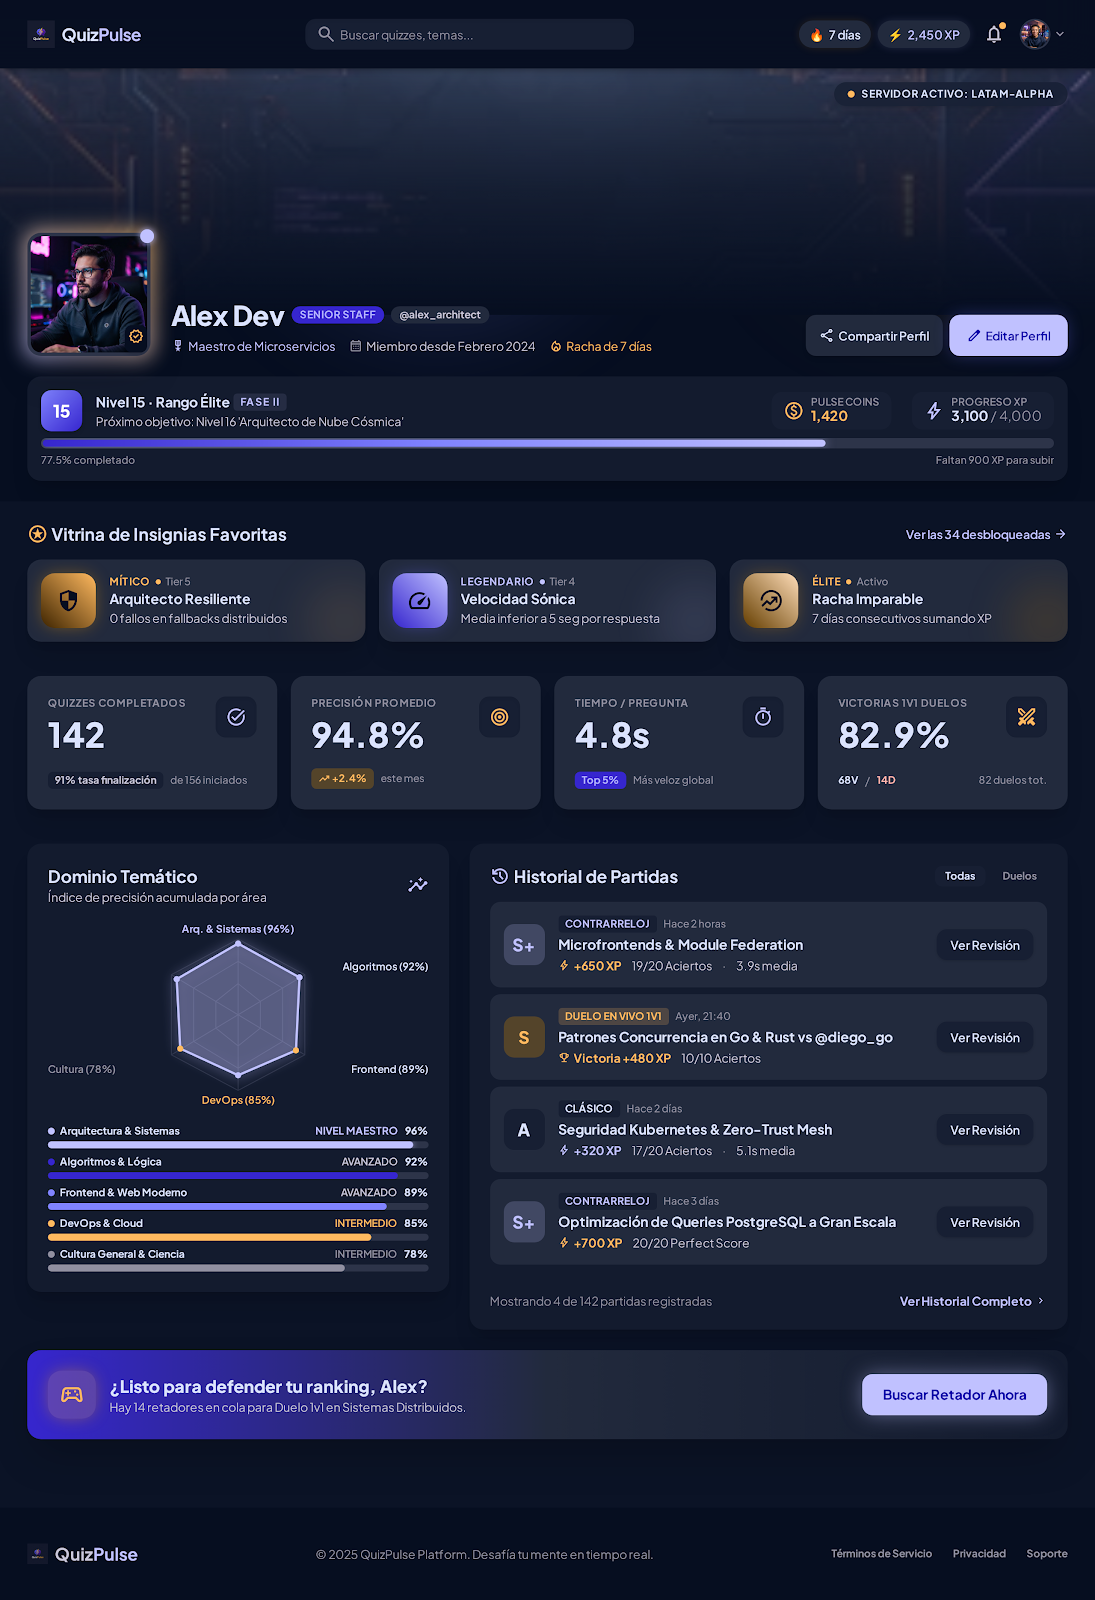 QuizPulse
Buscar quizzes, temas...
7 días
2,450 XP
SERVIDOR ACTIVO: LATAM-ALPHA
Alex Dev SENIOR STAFF @alex_architect
Maestro de Microservicios Miembro desde Febrero 2024 Racha de 7 días
Compartir Perfil
Editar Perfil
15
Nivel 15 · Rango Élite FASE II
Próximo objetivo: Nivel 16 'Arquitecto de Nube Cósmica'
PULSE COINS
1,420
PROGRESO XP
3,100 / 4,000
77.5% completado
Faltan 900 XP para subir
Vitrina de Insignias Favoritas
Ver las 34 desbloqueadas
MÍTICO Tier 5
Arquitecto Resiliente
0 fallos en fallbacks distribuidos
LEGENDARIO Tier 4
Velocidad Sónica
Media inferior a 5 seg por respuesta
ÉLITE Activo
Racha Imparable
7 días consecutivos sumando XP
QUIZZES COMPLETADOS
142
91% tasa finalización de 156 iniciados
PRECISIÓN PROMEDIO
94.8%
+2.4% este mes
TIEMPO / PREGUNTA
4.8s
Top 5% Más veloz global
VICTORIAS 1V1 DUELOS
82.9%
68V / 14D 82 duelos tot.
Dominio Temático
Índice de precisión acumulada por área
Arq. & Sistemas (96%)
Algoritmos (92%)
Cultura (78%)
Frontend (89%)
DevOps (85%)
Arquitectura & Sistemas NIVEL MAESTRO 96%
Algoritmos & Lógica AVANZADO 92%
Frontend & Web Moderno AVANZADO 89%
DevOps & Cloud INTERMEDIO 85%
Cultura General & Ciencia INTERMEDIO 78%
Historial de Partidas
Todas Duelos
S+
CONTRARRELOJ Hace 2 horas
Microfrontends & Module Federation
+650 XP 19/20 Aciertos · 3.9s media
Ver Revisión
S
DUELO EN VIVO 1V1 Ayer, 21:40
Patrones Concurrencia en Go & Rust vs @diego_go
Victoria +480 XP 10/10 Aciertos
Ver Revisión
A
CLÁSICO Hace 2 días
Seguridad Kubernetes & Zero-Trust Mesh
+320 XP 17/20 Aciertos · 5.1s media
Ver Revisión
S+
CONTRARRELOJ Hace 3 días
Optimización de Queries PostgreSQL a Gran Escala
+700 XP 20/20 Perfect Score
Ver Revisión
Mostrando 4 de 142 partidas registradas
Ver Historial Completo
¿Listo para defender tu ranking, Alex?
Hay 14 retadores en cola para Duelo 1v1 en Sistemas Distribuidos.
Buscar Retador Ahora
QuizPulse
© 2025 QuizPulse Platform. Desafía tu mente en tiempo real.
Términos de Servicio Privacidad Soporte